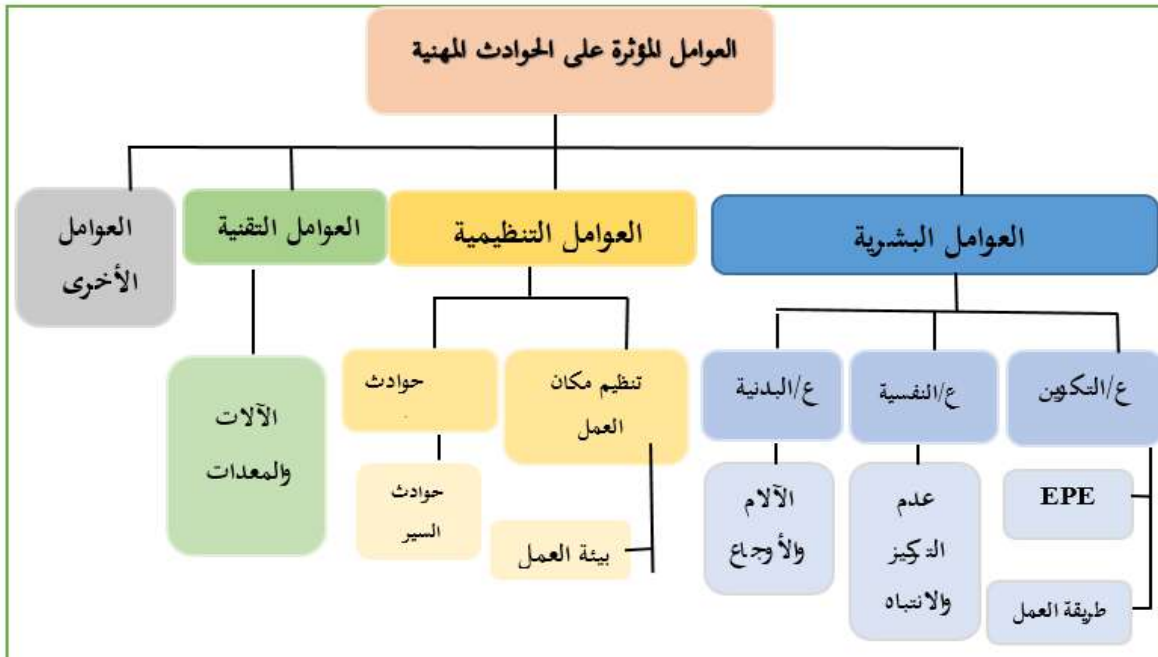 العوامل المؤثرة على الحوادث المهنية
العوامل البشرية
العوامل التنظيمية
العوامل التقنية
العوامل
الأخرى
ع/التكوين
ع/النفسية
ع/البدنية
تنظيم مكان
العمل
حوادث
الآلات
والمعدات
EPE
طريقة العمل
عدم
التركيز
والانتباه
الآلام
والأوجاع
بيئة العمل
حوادث
السير